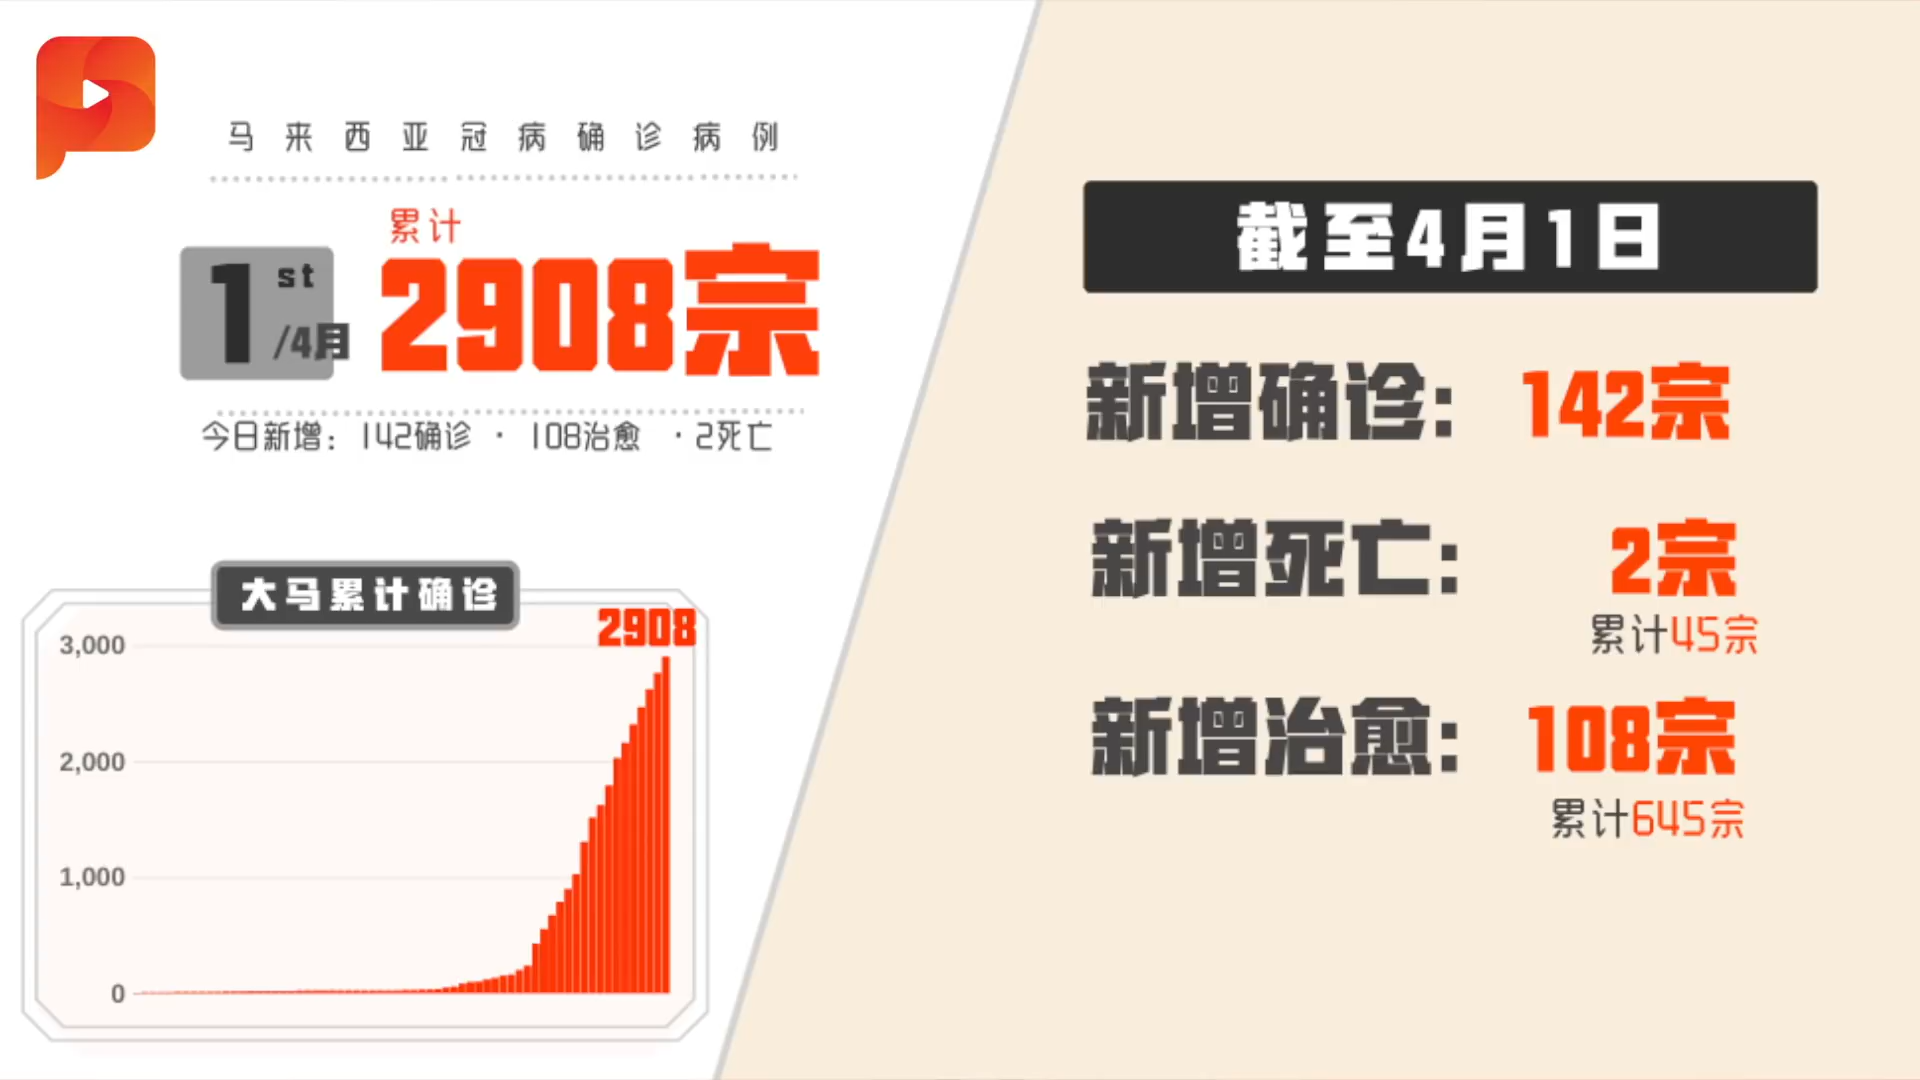 马来西亚冠病确诊病例
累计
1st/4月
2908宗
今日新增：142确诊 · 108治愈 · 2死亡
大马累计确诊
2908
3,000
2,000
1,000
0
截至4月1日
新增确诊: 142宗
新增死亡: 2宗
累计45宗
新增治愈: 108宗
累计645宗